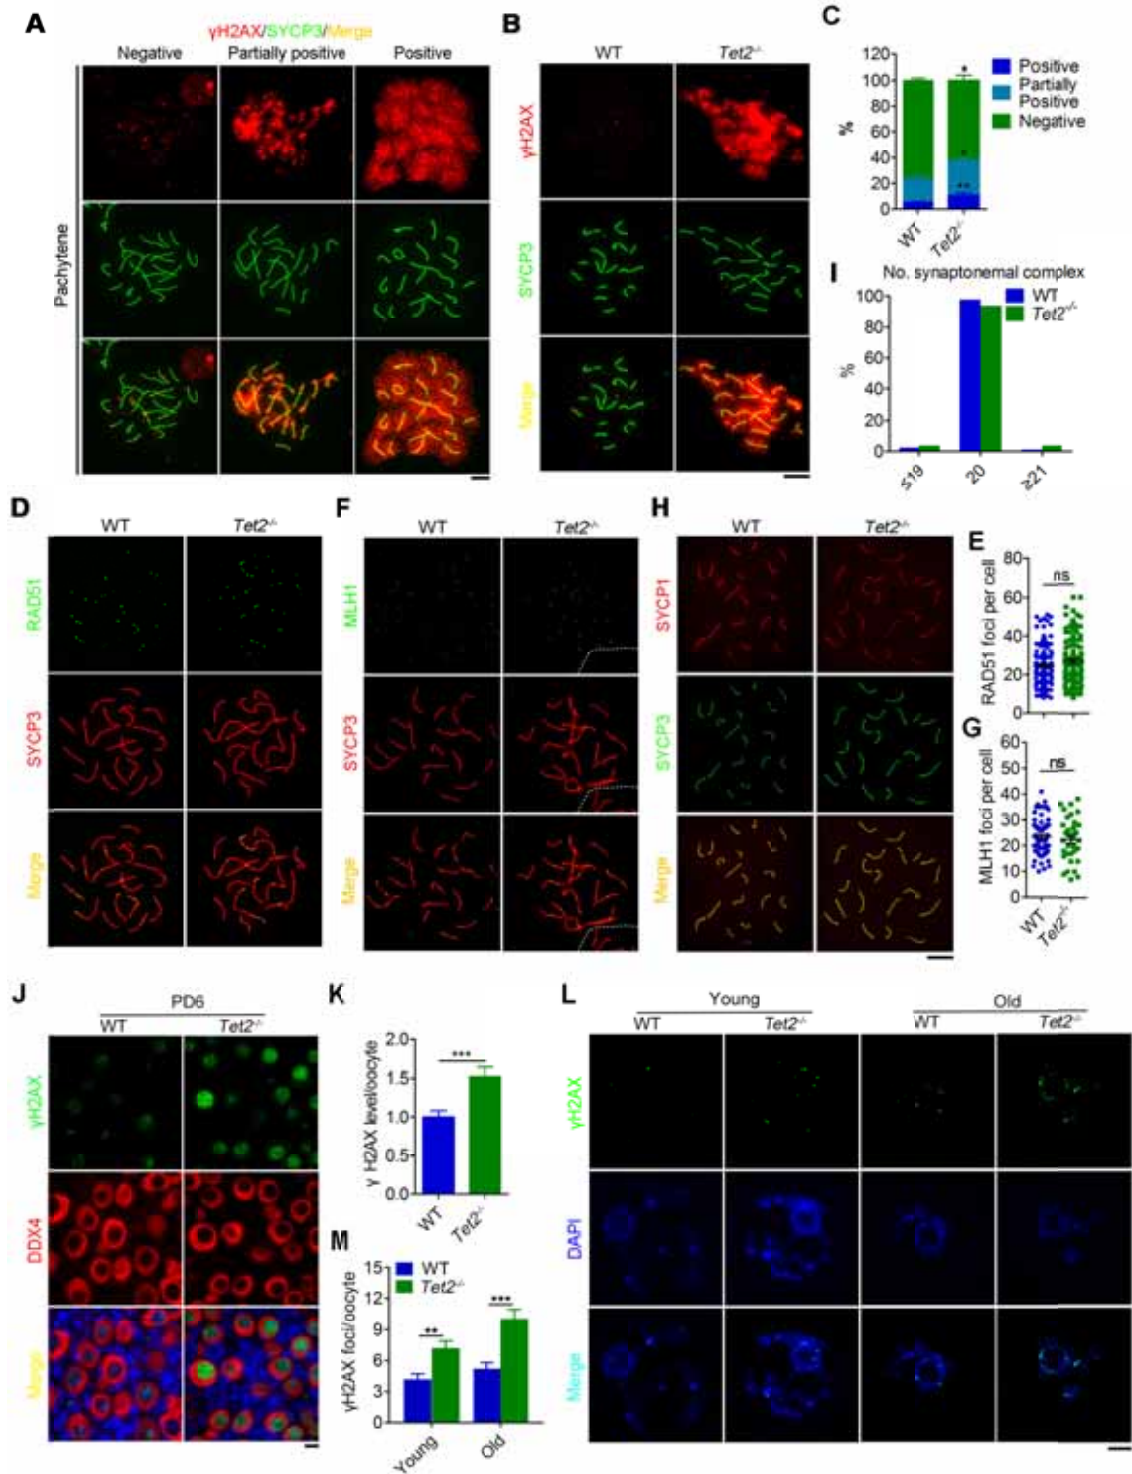 A
γH2AX/SYCP3/Merge
Negative
Partially positive
Positive
Pachytene
B
WT
Tet2-/-
γH2AX
SYCP3
Merge
C
120
100
80
60
40
20
0
%
*
*
**
WT
Tet2-/-
Positive
Partially
Positive
Negative
I
No. synaptonemal complex
100
80
60
40
20
0
%
WT
Tet2-/-
≤19
20
≥21
D
WT
Tet2-/-
RAD51
SYCP3
Merge
F
WT
Tet2-/-
MLH1
SYCP3
Merge
H
WT
Tet2-/-
SYCP1
SYCP3
Merge
E
80
60
40
20
0
RAD51 foci per cell
ns
G
60
50
40
30
20
10
0
MLH1 foci per cell
ns
WT
Tet2-/-
J
PD6
WT
Tet2-/-
γH2AX
DDX4
Merge
K
2.0
1.5
1.0
0.5
0.0
γ H2AX level/oocyte
***
WT
Tet2-/-
M
WT
Tet2-/-
15
12
9
6
3
0
γH2AX foci/oocyte
**
***
Young
Old
L
Young
Old
WT
Tet2-/-
WT
Tet2-/-
γH2AX
DAPI
Merge